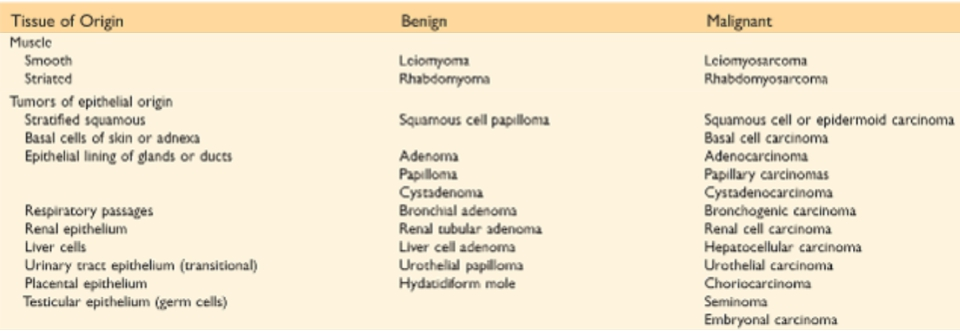 Tissue of Origin Benign Malignant
Muscle
Smooth Leiomyoma Leiomyosarcoma
Striated Rhabdomyoma Rhabdomyosarcoma
Tumors of epithelial origin
Stratified squamous Squamous cell papilloma Squamous cell or epidermoid carcinoma
Basal cells of skin or adnexa Basal cell carcinoma
Epithelial lining of glands or ducts Adenoma Adenocarcinoma
Papilloma Papillary carcinomas
Cystadenoma Cystadenocarcinoma
Respiratory passages Bronchial adenoma Bronchogenic carcinoma
Renal epithelium Renal tubular adenoma Renal cell carcinoma
Liver cells Liver cell adenoma Hepatocellular carcinoma
Urinary tract epithelium (transitional) Urothelial papilloma Urothelial carcinoma
Placental epithelium Hydatidiform mole Choriocarcinoma
Testicular epithelium (germ cells) Seminoma
Embryonal carcinoma